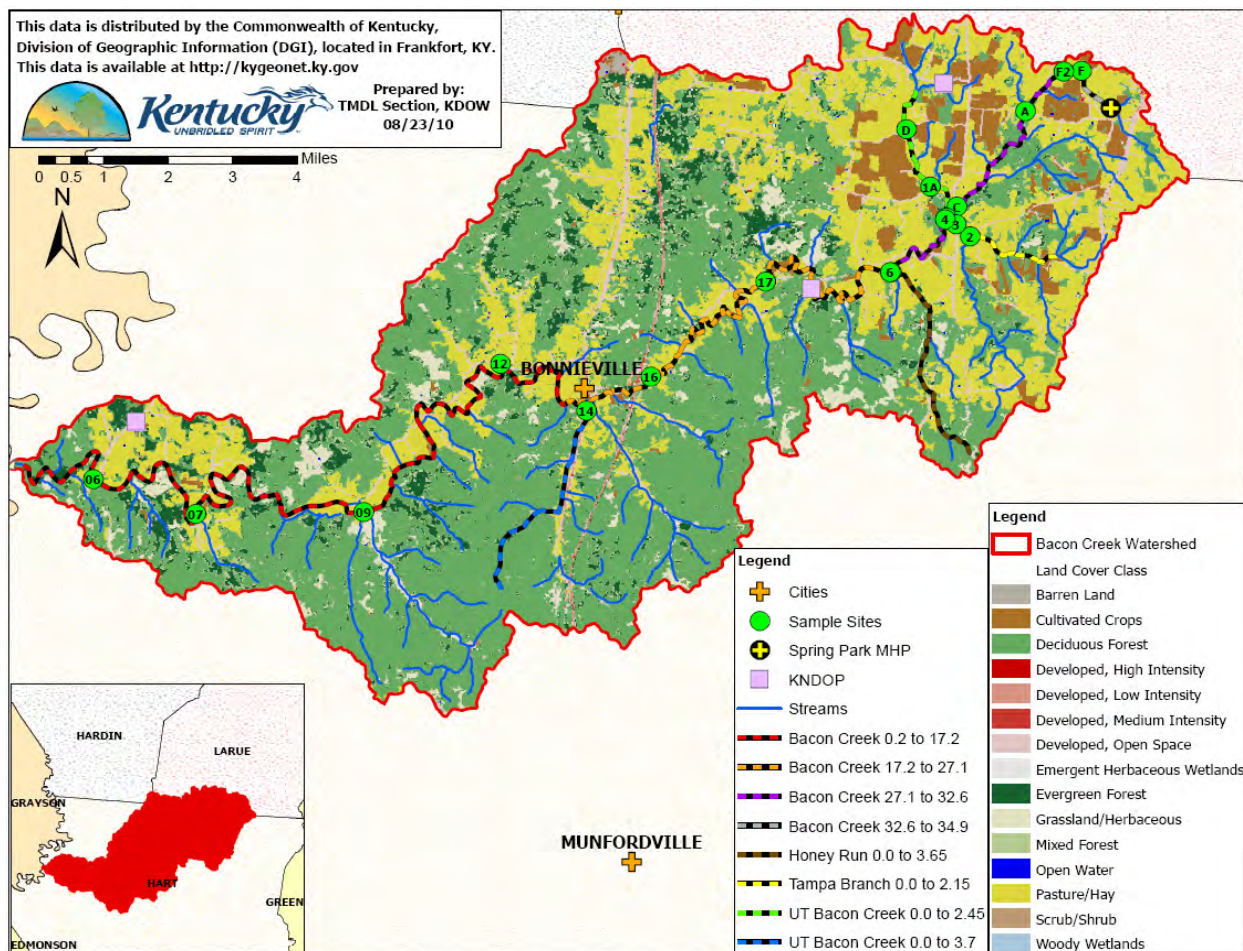 This data is distributed by the Commonwealth of Kentucky,
Division of Geographic Information (DGI), located in Frankfort, KY.
This data is available at http://kygeonet.ky.gov
Kentucky
UNBRIDLED SPIRIT
Prepared by:
TMDL Section, KDOW
08/23/10
Miles
0 0.5 1 2 3 4
N
F2
F
A
D
1A
C
4
3
2
6
17
12
BONNIEVILLE
16
14
06
07
09
MUNFORDVILLE
HARDIN
LARUE
GRAYSON
HART
GREEN
EDMONSON
Legend
Cities
Sample Sites
Spring Park MHP
KNDOP
Streams
Bacon Creek 0.2 to 17.2
Bacon Creek 17.2 to 27.1
Bacon Creek 27.1 to 32.6
Bacon Creek 32.6 to 34.9
Honey Run 0.0 to 3.65
Tampa Branch 0.0 to 2.15
UT Bacon Creek 0.0 to 2.45
UT Bacon Creek 0.0 to 3.7
Legend
Bacon Creek Watershed
Land Cover Class
Barren Land
Cultivated Crops
Deciduous Forest
Developed, High Intensity
Developed, Low Intensity
Developed, Medium Intensity
Developed, Open Space
Emergent Herbaceous Wetlands
Evergreen Forest
Grassland/Herbaceous
Mixed Forest
Open Water
Pasture/Hay
Scrub/Shrub
Woody Wetlands